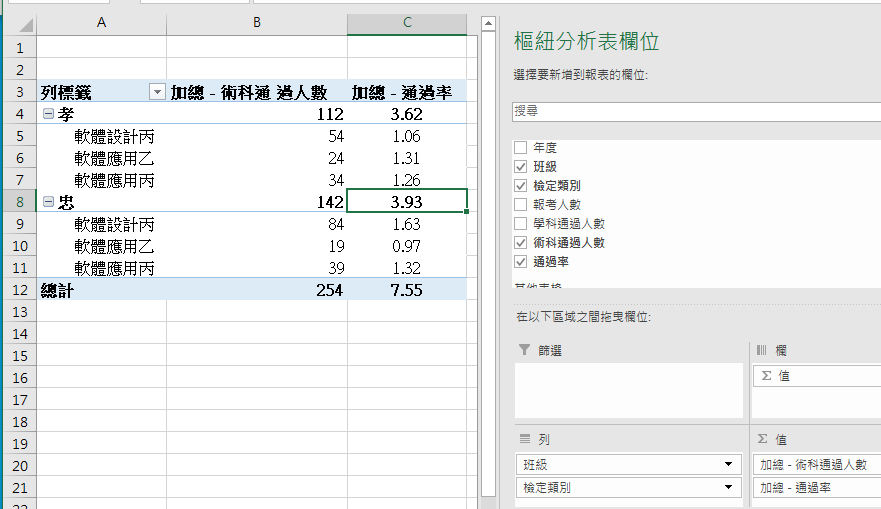 A B C
1
2
3 列標籤 加總 - 術科通 過人數 加總 - 通過率
4 孝 112 3.62
5 軟體設計丙 54 1.06
6 軟體應用乙 24 1.31
7 軟體應用丙 34 1.26
8 忠 142 3.93
9 軟體設計丙 84 1.63
10 軟體應用乙 19 0.97
11 軟體應用丙 39 1.32
12 總計 254 7.55
13
14
15
16
17
18
19
20
21
樞紐分析表欄位
選擇要新增到報表的欄位:
搜尋
年度
班級
檢定類別
報考人數
學科通過人數
術科通過人數
通過率
其他表格
在以下區域之間拖曳欄位:
篩選
欄
Σ 值
列
班級
檢定類別
Σ 值
加總 - 術科通過人數
加總 - 通過率